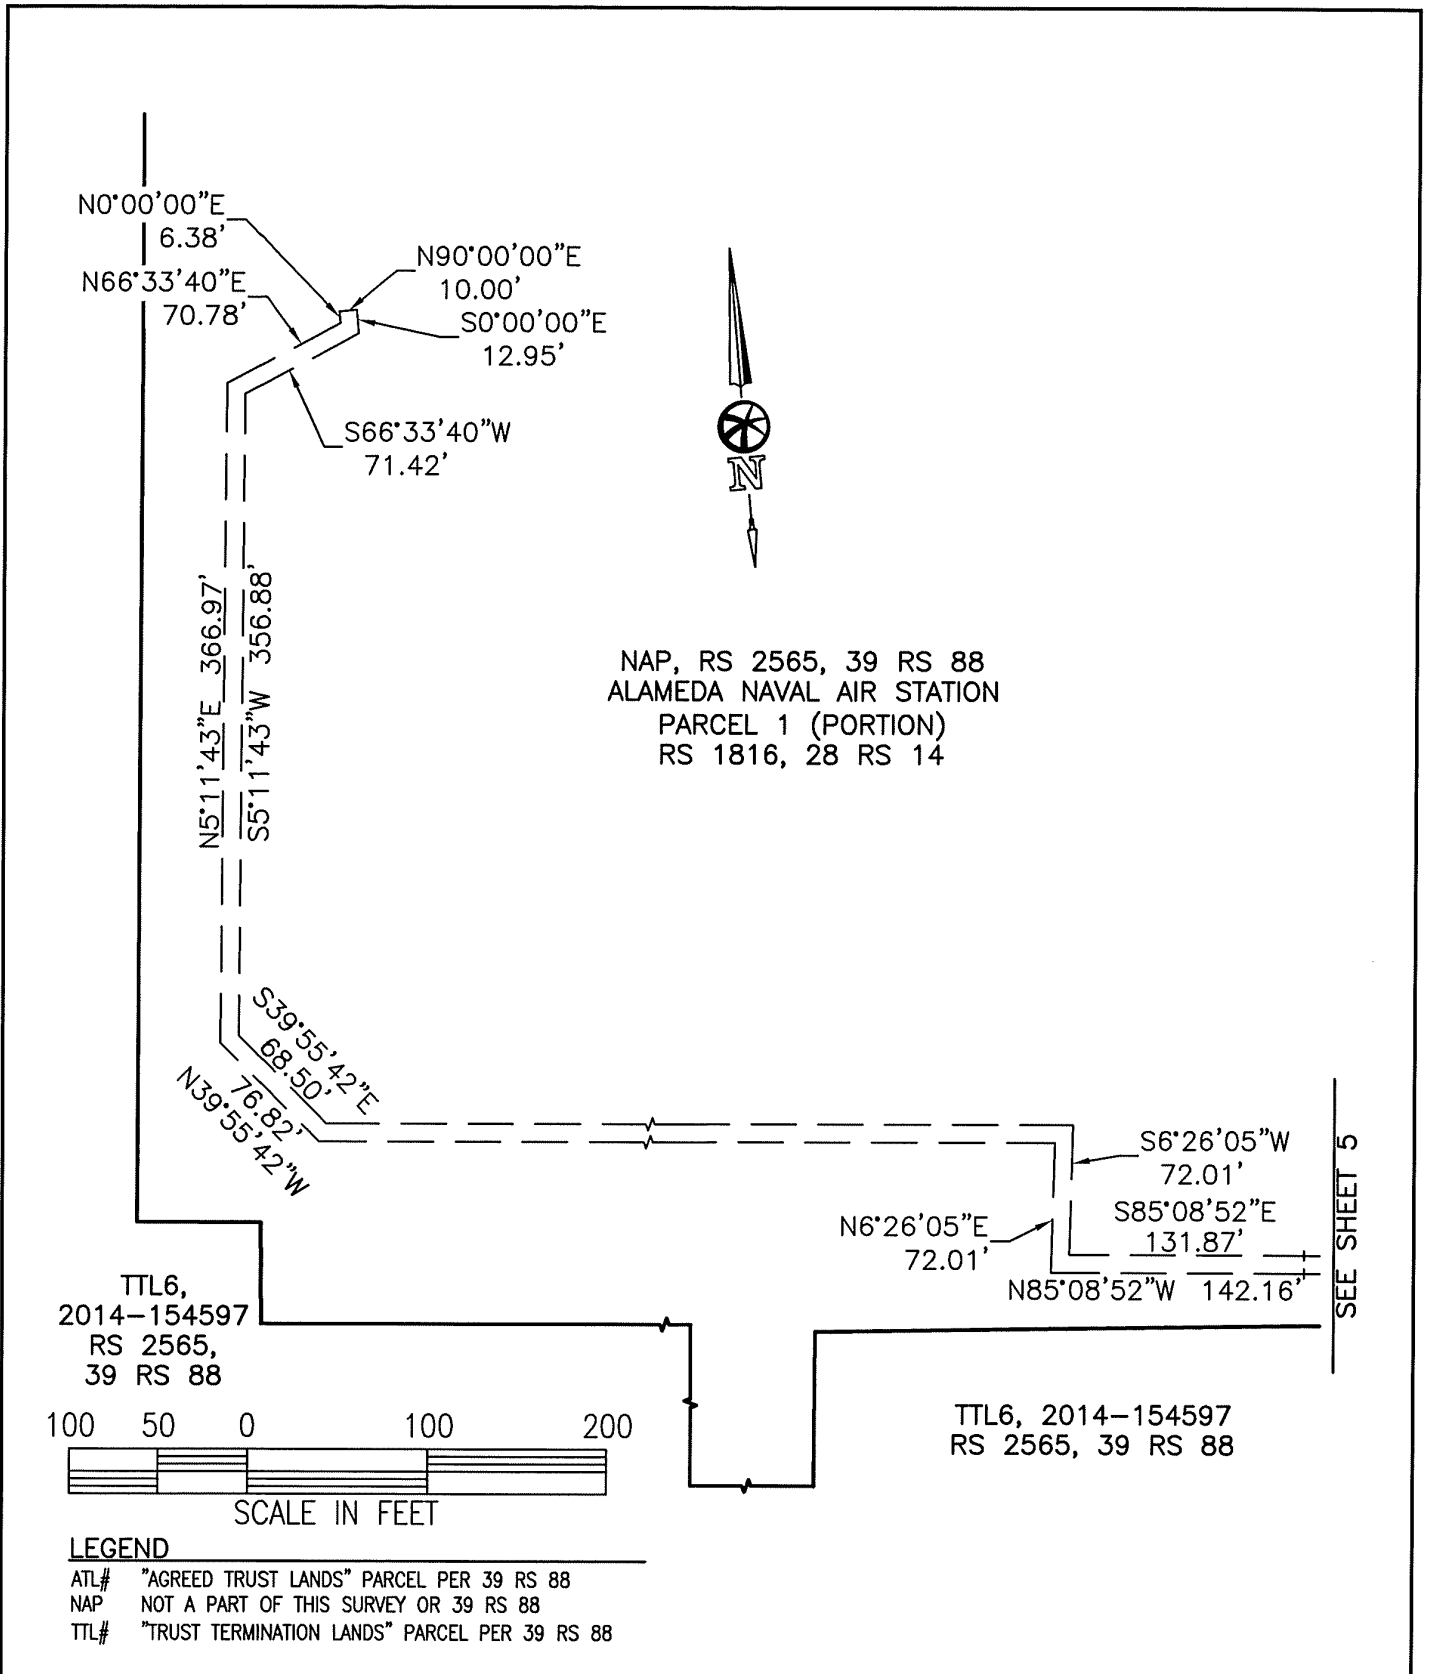 N0°00'00"E
6.38'
N90°00'00"E
10.00'
N66°33'40"E
70.78'
S0°00'00"E
12.95'
S66°33'40"W
71.42'
N
N5°11'43"E 366.97'
S5°11'43"W 356.88'
NAP, RS 2565, 39 RS 88
ALAMEDA NAVAL AIR STATION
PARCEL 1 (PORTION)
RS 1816, 28 RS 14
S39°55'42"E
68.50'
76.82'
N39°55'42"W
S6°26'05"W
72.01'
N6°26'05"E
72.01'
S85°08'52"E
131.87'
N85°08'52"W 142.16'
SEE SHEET 5
TTL6,
2014-154597
RS 2565,
39 RS 88
TTL6, 2014-154597
RS 2565, 39 RS 88
100 50 0 100 200
SCALE IN FEET
LEGEND
ATL# "AGREED TRUST LANDS" PARCEL PER 39 RS 88
NAP NOT A PART OF THIS SURVEY OR 39 RS 88
TTL# "TRUST TERMINATION LANDS" PARCEL PER 39 RS 88